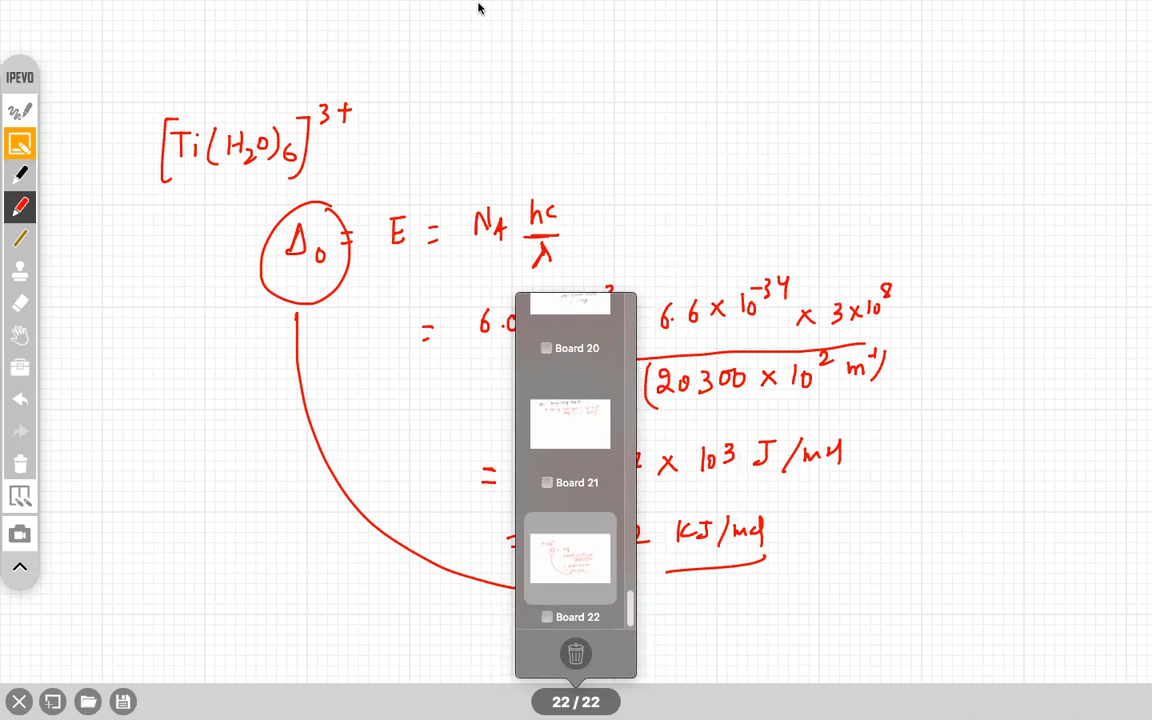 IPEVO
[Ti(H₂O)₆]³⁺
Δ₀ = E = N_A hc/λ
= 6.0 6.6 × 10⁻³⁴ × 3×10⁸
(20300 × 10² m⁻¹)
= × 10³ J/mol
= KJ/mol
Board 20
Board 21
Board 22
22 / 22